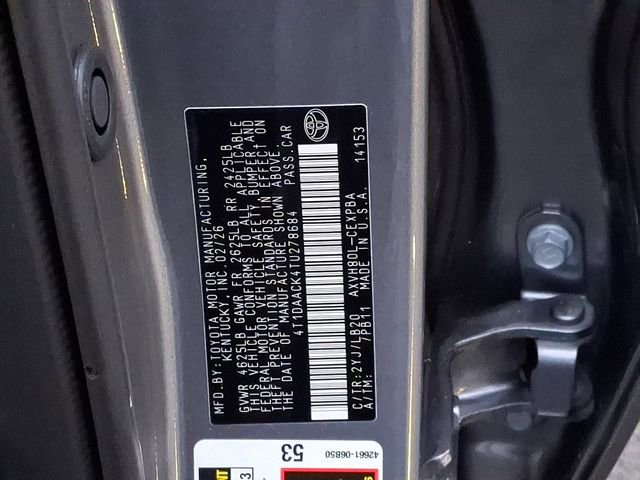 MFD.BY:TOYOTA MOTOR MANUFACTURING,
KENTUCKY, INC. 02/26
GVWR 4625LB GAWR FR 2625LB RR 2425LB
THIS VEHICLE CONFORMS TO ALL APPLICABLE
FEDERAL MOTOR VEHICLE SAFETY, BUMPER AND
THEFT PREVENTION STANDARDS IN EFFECT ON
THE DATE OF MANUFACTURE SHOWN ABOVE.
4T1DAACK4TU278684 PASS.CAR
C/TR:2YJ/LB20 AXVH80L-CEXPBA
A/TM: 7PB11 MADE IN U.S.A. 14153
42661-06B50
53